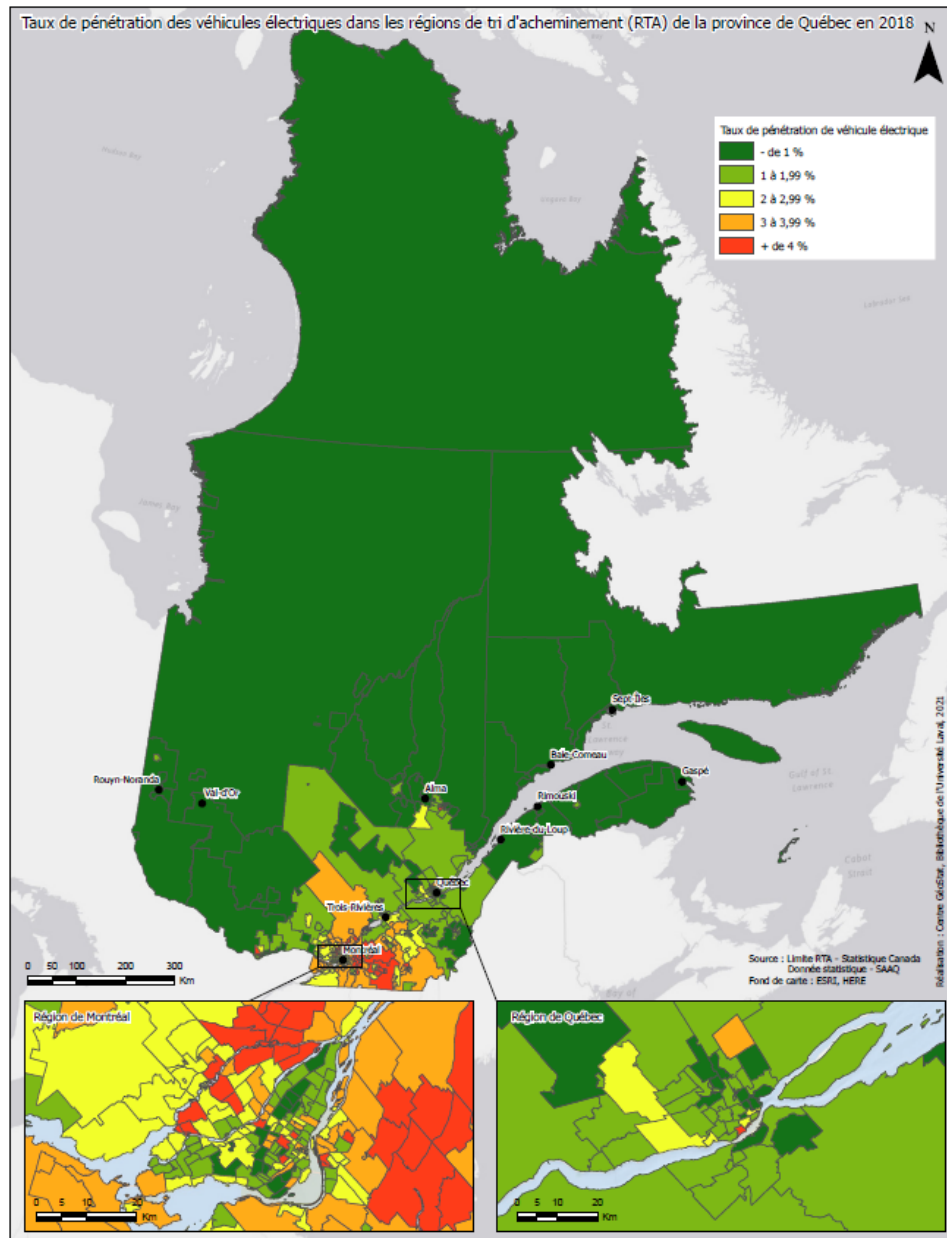 Taux de pénétration des véhicules électriques dans les régions de tri d'acheminement (RTA) de la province de Québec en 2018
N
Taux de pénétration de véhicule électrique
- de 1 %
1 à 1,99 %
2 à 2,99 %
3 à 3,99 %
+ de 4 %
Hudson Bay
Ungava Bay
Labrador Sea
James Bay
Sept-Îles
St.
Lawrence
Baie-Comeau
Gaspé
Gulf of St.
Lawrence
Rouyn-Noranda
Val-d'Or
Alma
Rimouski
Rivière-du-Loup
Cabot
Strait
Québec
Trois-Rivières
Montréal
0 50 100 200 300
Km
Source : Limite RTA - Statistique Canada
Donnée statistique - SAAQ
Fond de carte : ESRI, HERE
Réalisation : Centre GéoStat, Bibliothèque de l'Université Laval, 2021
Bay of
Région de Montréal
0 5 10 20
Km
Région de Québec
0 5 10 20
Km